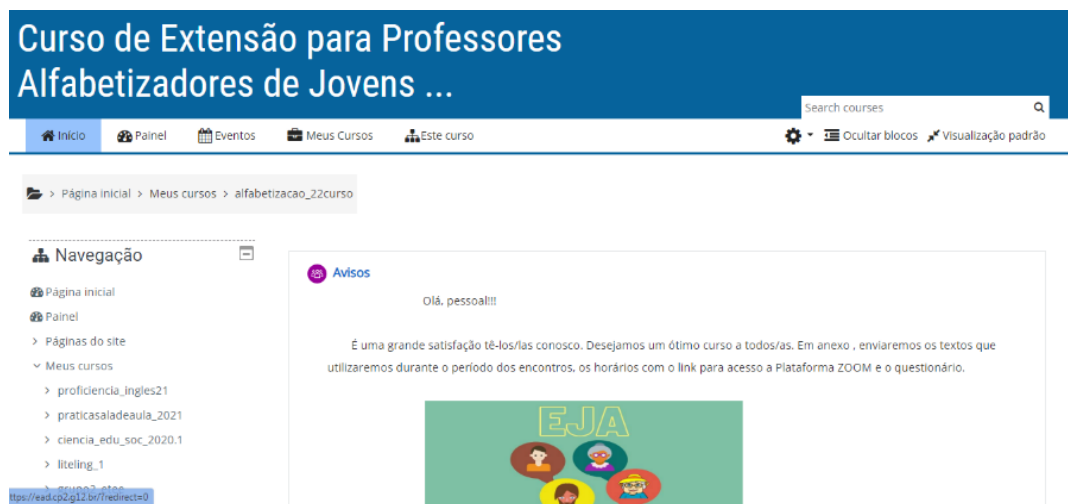 Curso de Extensão para Professores
Alfabetizadores de Jovens ...
Search courses
Início Painel Eventos Meus Cursos Este curso
Ocultar blocos Visualização padrão
> Página inicial > Meus cursos > alfabetizacao_22curso
Navegação
Página inicial
Painel
> Páginas do site
Meus cursos
> proficiencia_ingles21
> praticasaladeaula_2021
> ciencia_edu_soc_2020.1
> liteling_1
Avisos
Olá, pessoal!!!
É uma grande satisfação tê-los/las conosco. Desejamos um ótimo curso a todos/as. Em anexo , enviaremos os textos que
utilizaremos durante o período dos encontros, os horários com o link para acesso a Plataforma ZOOM e o questionário.
EJA
ttps://ead.cp2.g12.br/?redirect=0